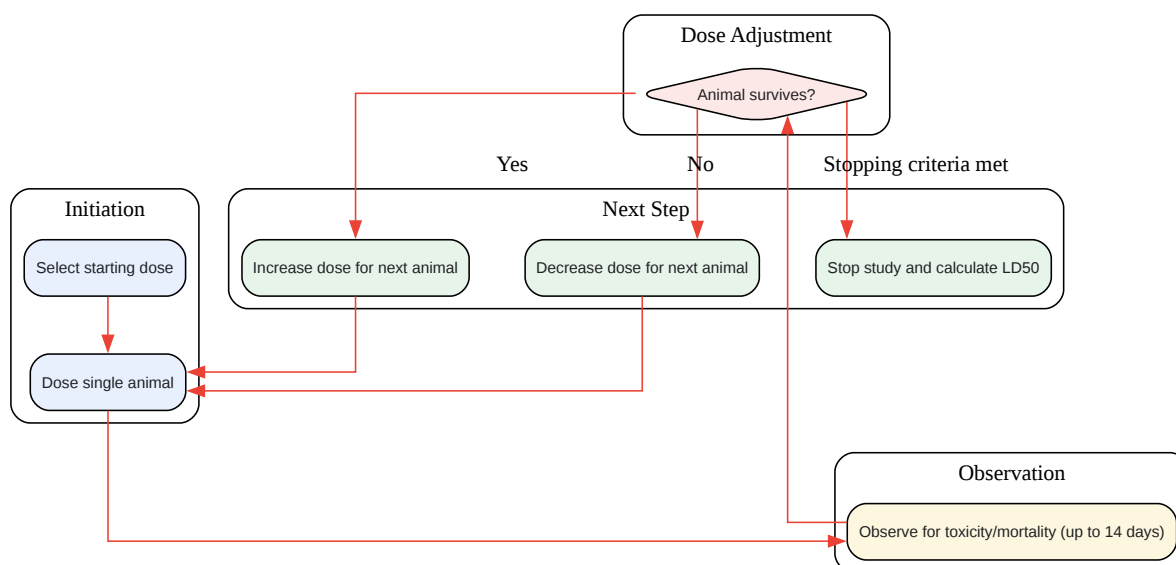 Dose Adjustment
Animal survives?
Yes
No
Stopping criteria met
Initiation
Next Step
Select starting dose
Increase dose for next animal
Decrease dose for next animal
Stop study and calculate LD50
Dose single animal
Observation
Observe for toxicity/mortality (up to 14 days)